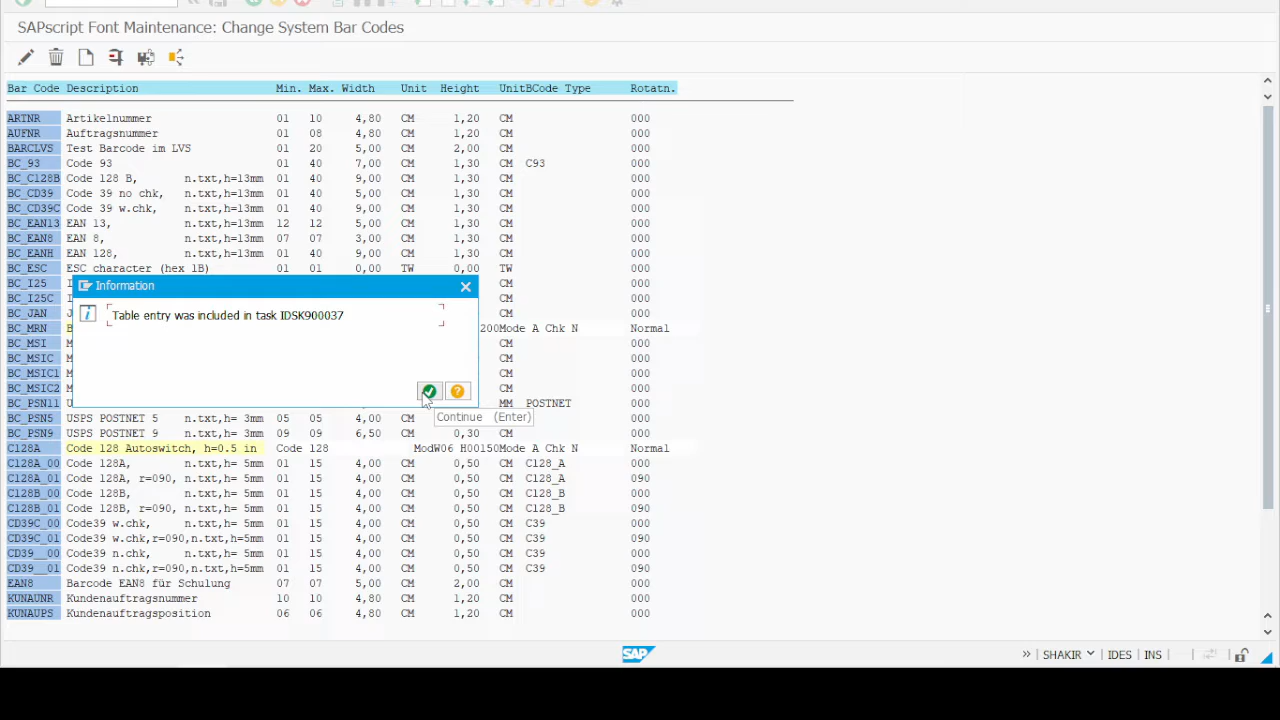 SAPscript Font Maintenance: Change System Bar Codes
Bar Code Description Min. Max. Width Unit Height UnitBCode Type Rotatn.
ARTNR Artikelnummer 01 10 4,80 CM 1,20 CM 000
AUFNR Auftragsnummer 01 08 4,80 CM 1,20 CM 000
BARCLVS Test Barcode im LVS 01 20 5,00 CM 2,00 CM 000
BC_93 Code 93 01 40 7,00 CM 1,30 CM C93 000
BC_C128B Code 128 B, n.txt,h=13mm 01 40 9,00 CM 1,30 CM 000
BC_CD39 Code 39 no chk, n.txt,h=13mm 01 40 5,00 CM 1,30 CM 000
BC_CD39C Code 39 w.chk, n.txt,h=13mm 01 40 9,00 CM 1,30 CM 000
BC_EAN13 EAN 13, n.txt,h=13mm 12 12 5,00 CM 1,30 CM 000
BC_EAN8 EAN 8, n.txt,h=13mm 07 07 3,00 CM 1,30 CM 000
BC_EANH EAN 128, n.txt,h=13mm 01 40 9,00 CM 1,30 CM 000
BC_ESC ESC character (hex 1B) 01 01 0,00 TW 0,00 TW 000
BC_I25 CM 000
BC_I25C CM 000
BC_JAN CM 000
BC_MRN 200Mode A Chk N Normal
BC_MSI CM 000
BC_MSIC CM 000
BC_MSIC1 CM 000
BC_MSIC2 CM 000
BC_PSN11 MM POSTNET 000
BC_PSN5 USPS POSTNET 5 n.txt,h= 3mm 05 05 4,00 CM 000
BC_PSN9 USPS POSTNET 9 n.txt,h= 3mm 09 09 6,50 CM 0,30 CM 000
C128A Code 128 Autoswitch, h=0.5 in Code 128 ModW06 H00150Mode A Chk N Normal
C128A_00 Code 128A, n.txt,h= 5mm 01 15 4,00 CM 0,50 CM C128_A 000
C128A_01 Code 128A, r=090, n.txt,h= 5mm 01 15 4,00 CM 0,50 CM C128_A 090
C128B_00 Code 128B, n.txt,h= 5mm 01 15 4,00 CM 0,50 CM C128_B 000
C128B_01 Code 128B, r=090, n.txt,h= 5mm 01 15 4,00 CM 0,50 CM C128_B 090
CD39C_00 Code39 w.chk, n.txt,h= 5mm 01 15 4,00 CM 0,50 CM C39 000
CD39C_01 Code39 w.chk,r=090,n.txt,h= 5mm 01 15 4,00 CM 0,50 CM C39 090
CD39__00 Code39 n.chk, n.txt,h= 5mm 01 15 4,00 CM 0,50 CM C39 000
CD39__01 Code39 n.chk,r=090,n.txt,h= 5mm 01 15 4,00 CM 0,50 CM C39 090
EAN8 Barcode EAN8 für Schulung 07 07 5,00 CM 2,00 CM 000
KUNAUNR Kundenauftragsnummer 10 10 4,80 CM 1,20 CM 000
KUNAUPS Kundenauftragsposition 06 06 4,80 CM 1,20 CM 000
Information
Table entry was included in task IDSK900037
Continue (Enter)
SAP
SHAKIR IDES INS